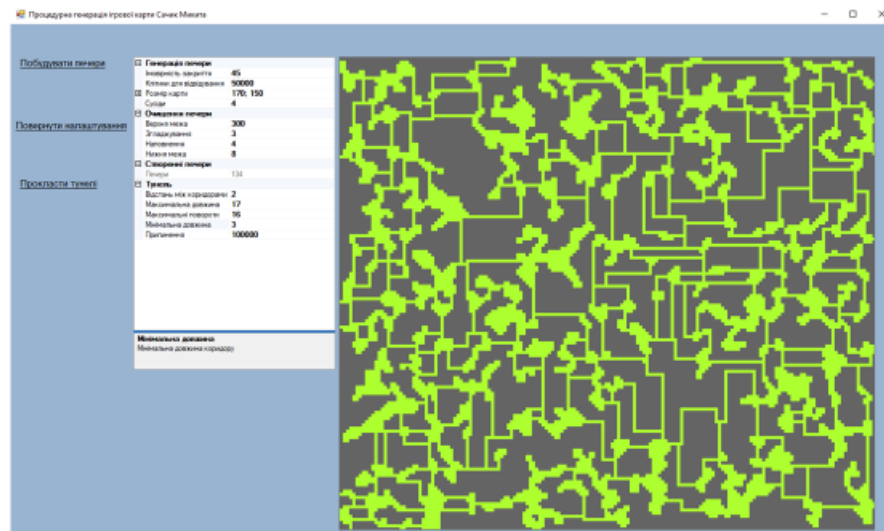 Процедурна генерація ігрової карти Сачик Микита
Побудувати печери
Повернути налаштування
Прокласти тунелі
Генерація печери
Імовірність закриття 45
Клітини для відвідування 50000
Розмір карти 170; 150
Сусіди 4
Очищення печери
Верхня межа 300
Згладжування 3
Наповнення 4
Нижня межа 8
Створенні печери
Печери 134
Тунель
Відстань між коридорами 2
Максимальна довжина 17
Максимальні повороти 16
Мінімальна довжина 3
Припинення 100000
Мінімальна довжина
Мінімальна довжина коридору